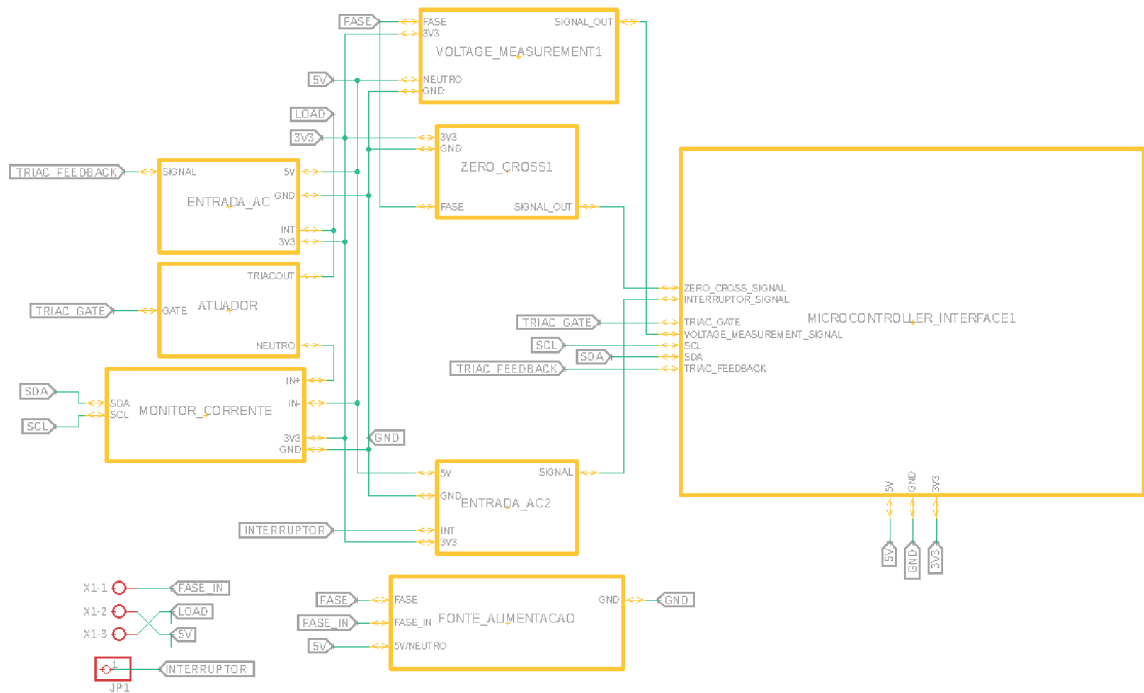 FASE
FASE
3V3
SIGNAL_OUT
VOLTAGE_MEASUREMENT1
5V
NEUTRO
GND
LOAD
3V3
3V3
GND
ZERO_CROSS1
FASE
SIGNAL_OUT
TRIAC_FEEDBACK
SIGNAL
5V
GND
ENTRADA_AC
INT
3V3
TRIACOUT
TRIAC_GATE
GATE
ATUADOR
NEUTRO
IN+
SDA
SDA
IN-
SCL
SCL
MONITOR_CORRENTE
3V3
GND
GND
5V
SIGNAL
GND
ENTRADA_AC2
INTERRUPTOR
INT
3V3
ZERO_CROSS_SIGNAL
INTERRUPTOR_SIGNAL
TRIAC_GATE
TRIAC_GATE
MICROCONTROLLER_INTERFACE1
VOLTAGE_MEASUREMENT_SIGNAL
SCL
SCL
SDA
SDA
TRIAC_FEEDBACK
TRIAC_FEEDBACK
5V
GND
3V3
5V
GND
3V3
X1-1
FASE_IN
X1-2
LOAD
X1-3
5V
1
INTERRUPTOR
JP1
FASE
FASE
GND
GND
FONTE_ALIMENTACAO
FASE_IN
FASE_IN
5V
5V/NEUTRO